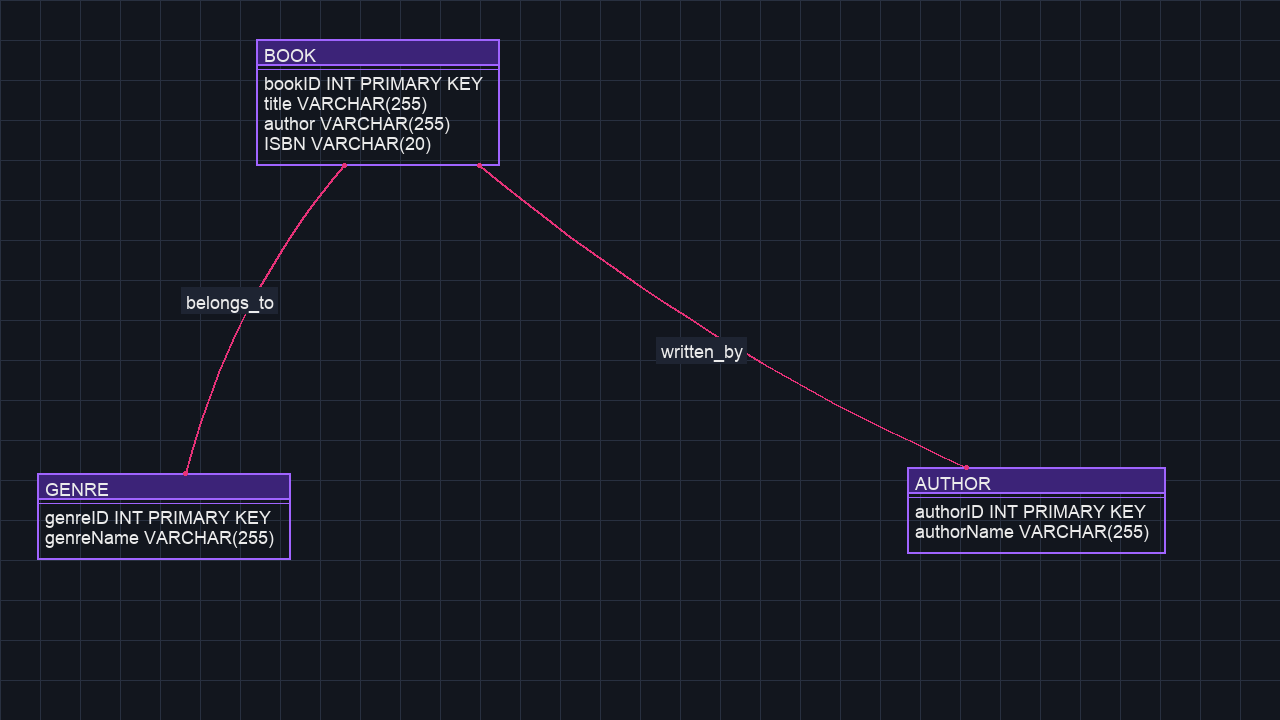 BOOK
bookID INT PRIMARY KEY
title VARCHAR(255)
author VARCHAR(255)
ISBN VARCHAR(20)
belongs_to
written_by
GENRE
genreID INT PRIMARY KEY
genreName VARCHAR(255)
AUTHOR
authorID INT PRIMARY KEY
authorName VARCHAR(255)